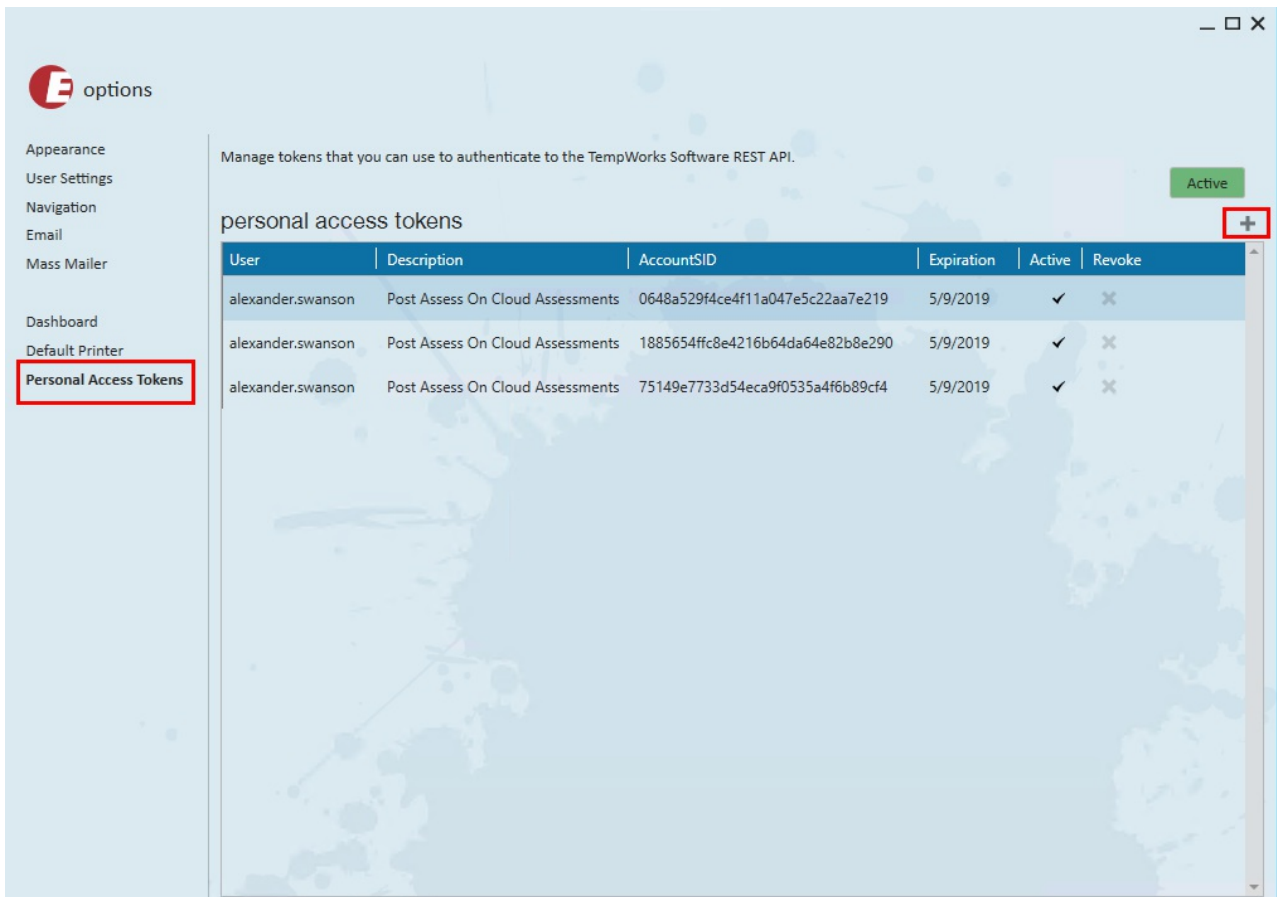 E options
Appearance
User Settings
Navigation
Email
Mass Mailer
Dashboard
Default Printer
Personal Access Tokens
Manage tokens that you can use to authenticate to the TempWorks Software REST API.
Active
personal access tokens
User Description AccountSID Expiration Active Revoke
alexander.swanson Post Assess On Cloud Assessments 0648a529f4ce4f11a047e5c22aa7e219 5/9/2019
alexander.swanson Post Assess On Cloud Assessments 1885654ffc8e4216b64da64e82b8e290 5/9/2019
alexander.swanson Post Assess On Cloud Assessments 75149e7733d54eca9f0535a4f6b89cf4 5/9/2019